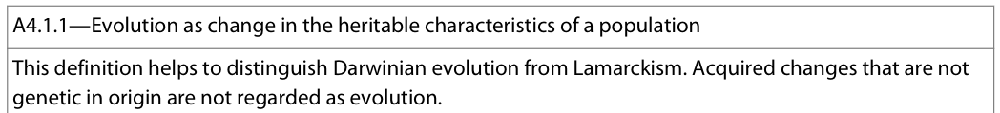 A4.1.1—Evolution as change in the heritable characteristics of a population
This definition helps to distinguish Darwinian evolution from Lamarckism. Acquired changes that are not
genetic in origin are not regarded as evolution.